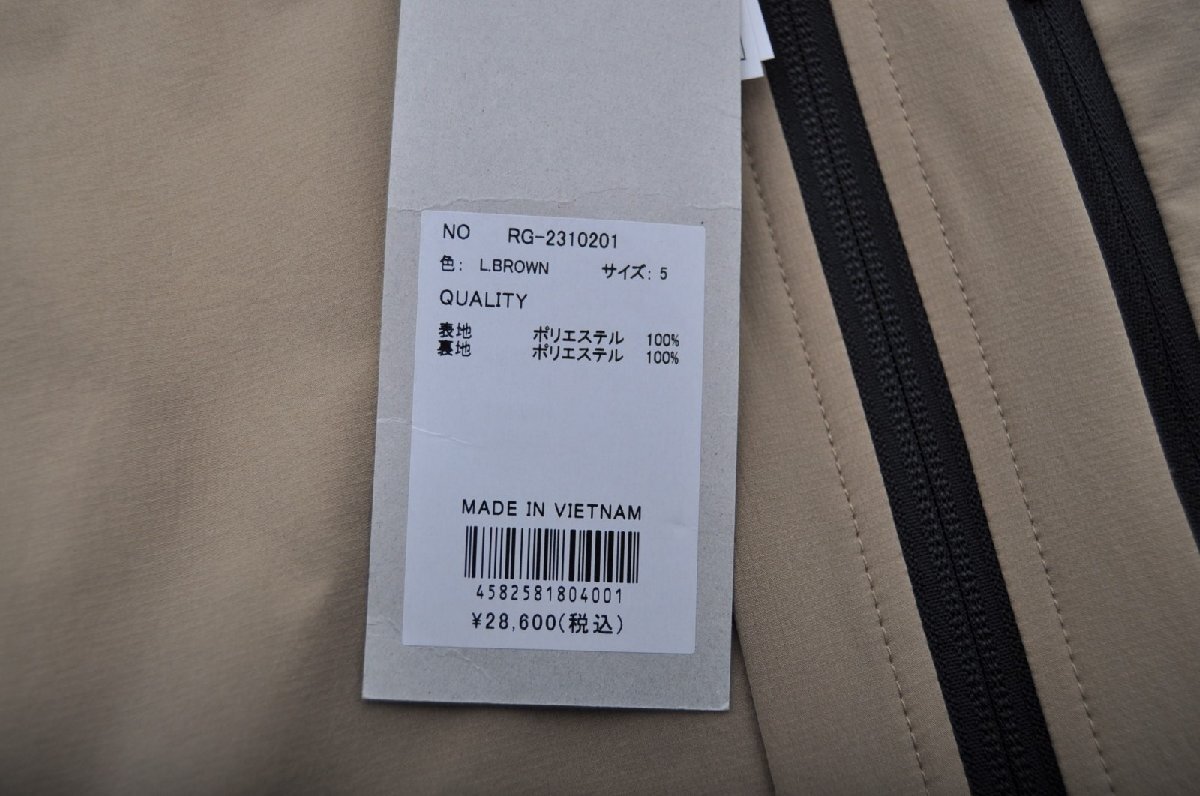 NO RG-2310201
色: L.BROWN サイズ: 5
QUALITY
表地 ポリエステル 100%
裏地 ポリエステル 100%
MADE IN VIETNAM
4582581804001
¥28,600(税込)